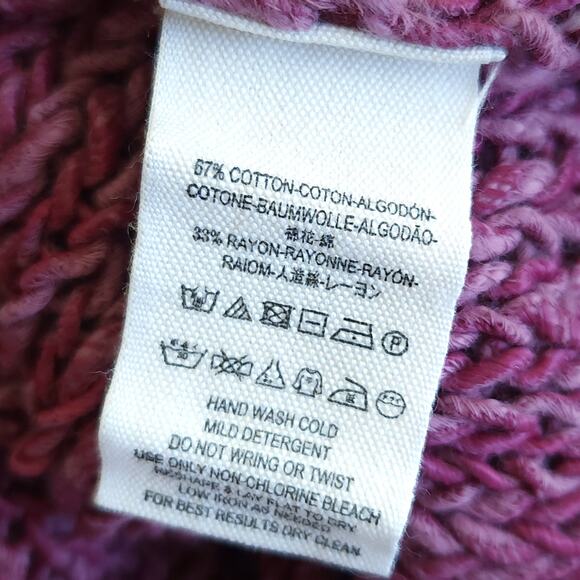 67% COTTON-COTON-ALGODÓN-
COTONE-BAUMWOLLE-ALGODÃO-
棉花-綿
33% RAYON-RAYONNE-RAYÓN-
RAIOM-人造絲-レーヨン
P
HAND WASH COLD
MILD DETERGENT
DO NOT WRING OR TWIST
USE ONLY NON-CHLORINE BLEACH
RESHAPE & LAY FLAT TO DRY
LOW IRON AS NEEDED
FOR BEST RESULTS DRY CLEAN